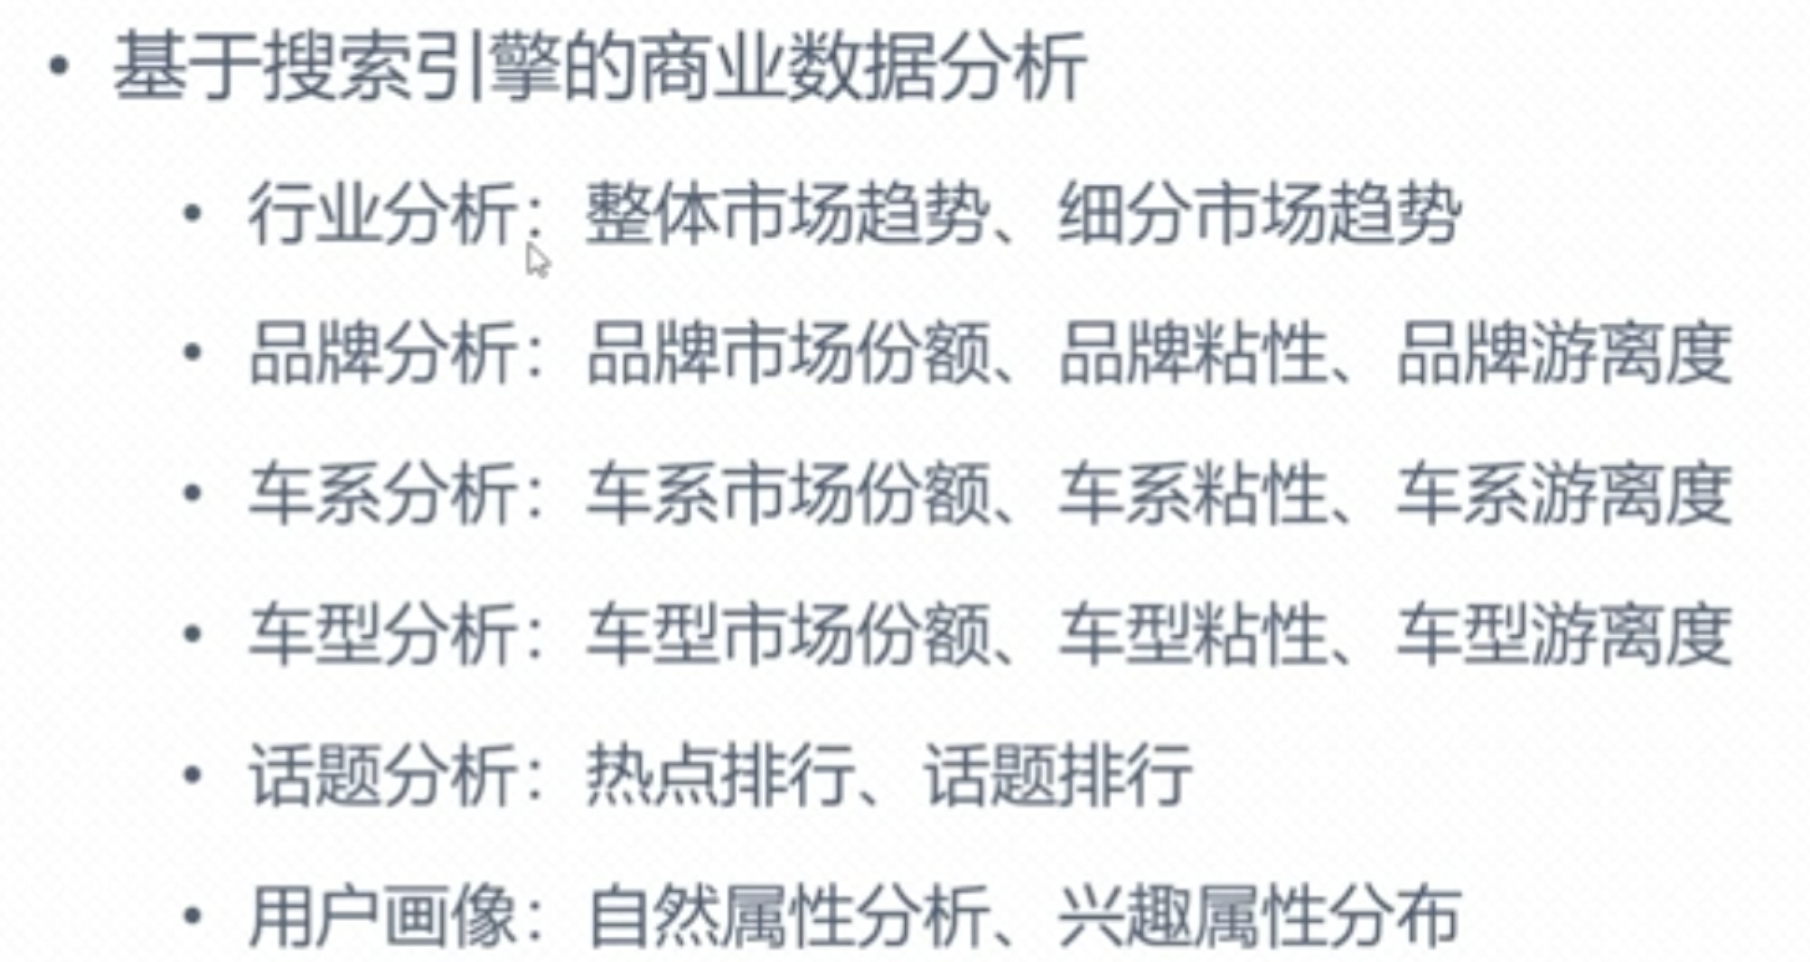 • 基于搜索引擎的商业数据分析
• 行业分析：整体市场趋势、细分市场趋势
• 品牌分析：品牌市场份额、品牌粘性、品牌游离度
• 车系分析：车系市场份额、车系粘性、车系游离度
• 车型分析：车型市场份额、车型粘性、车型游离度
• 话题分析：热点排行、话题排行
• 用户画像：自然属性分析、兴趣属性分布